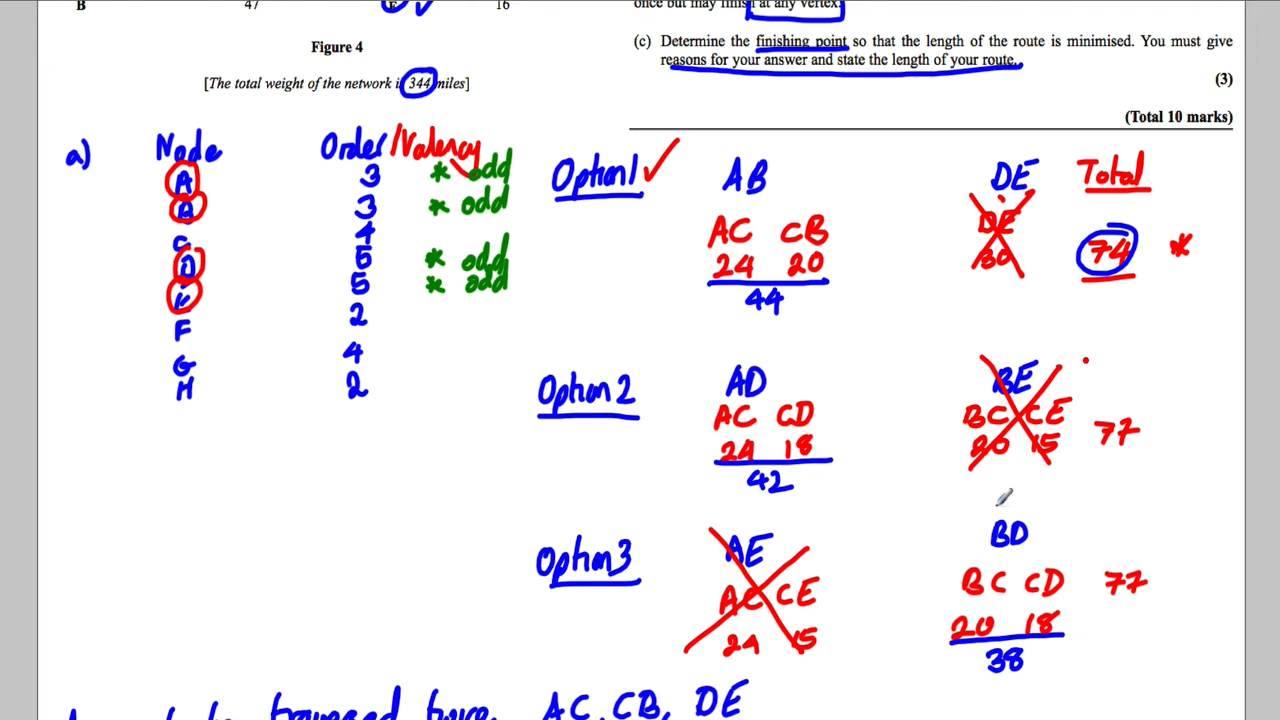 B 47 E 16
once but may finish at any vertex.
Figure 4
(c) Determine the finishing point so that the length of the route is minimised. You must give
reasons for your answer and state the length of your route.
[The total weight of the network is 344 miles]
(3)
(Total 10 marks)
a) Node Order/Valency
A 3 * odd
B 3 * odd
C 4
D 5 * odd
E 5 * odd
F 2
G 4
H 2
Option 1 AB DE Total
AC CB DE
24 20 30 74 *
44
Option 2 AD BE
AC CD BC CE
24 18 20 15 77
42
Option 3 AE BD
AC CE BC CD 77
24 15 20 18
38
traversed twice AC, CB, DE